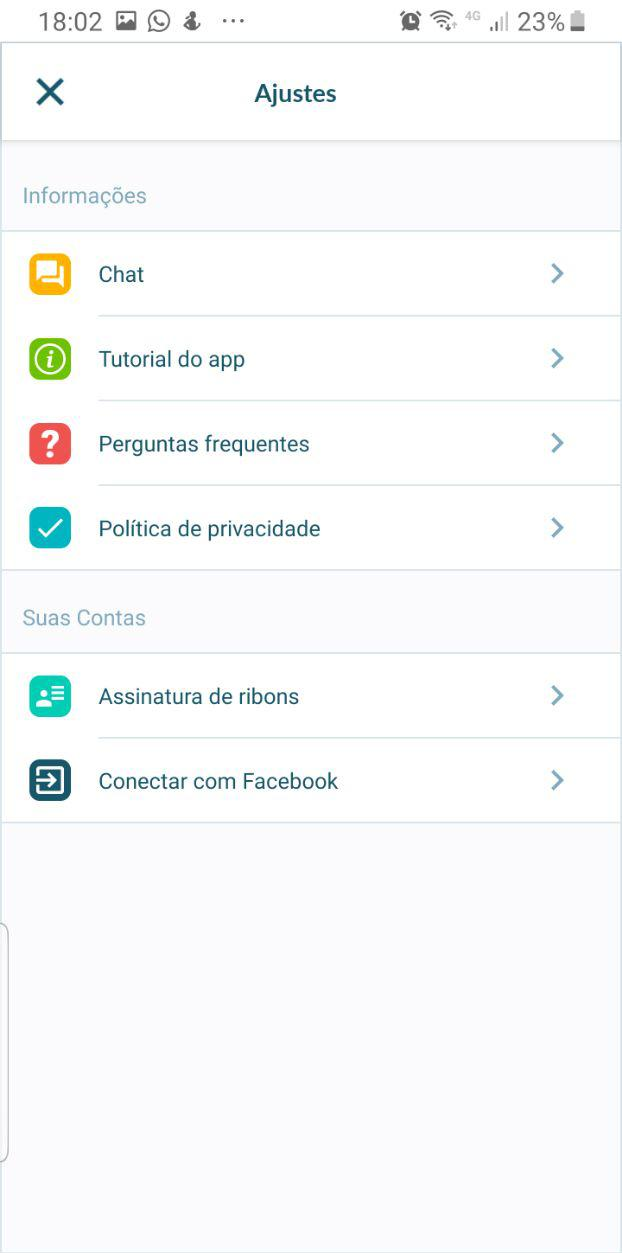 18:02 ... 4G 23%
Ajustes
Informações
Chat
Tutorial do app
Perguntas frequentes
Política de privacidade
Suas Contas
Assinatura de ribons
Conectar com Facebook